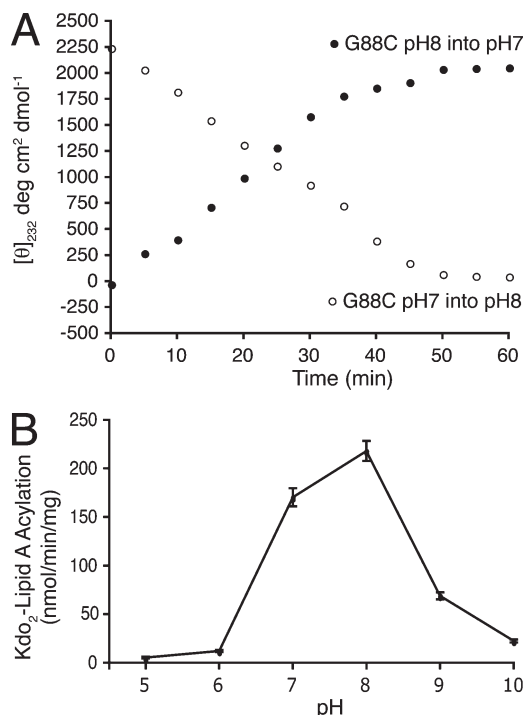 A
2500
2250
2000
1750
1500
1250
1000
750
500
250
0
-250
-500
[θ]₂₃₂ deg cm² dmol⁻¹
● G88C pH8 into pH7
○ G88C pH7 into pH8
0 10 20 30 40 50 60
Time (min)
B
250
200
150
100
50
0
Kdo₂-Lipid A Acylation
(nmol/min/mg)
5 6 7 8 9 10
pH